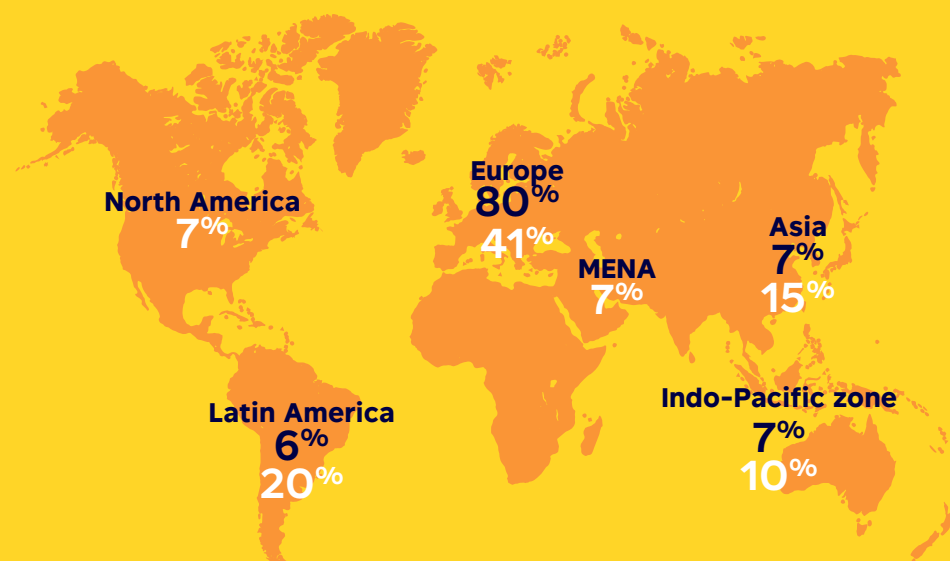 Europe
80%
41%
North America
7%
Asia
7%
15%
MENA
7%
Latin America
6%
20%
Indo-Pacific zone
7%
10%